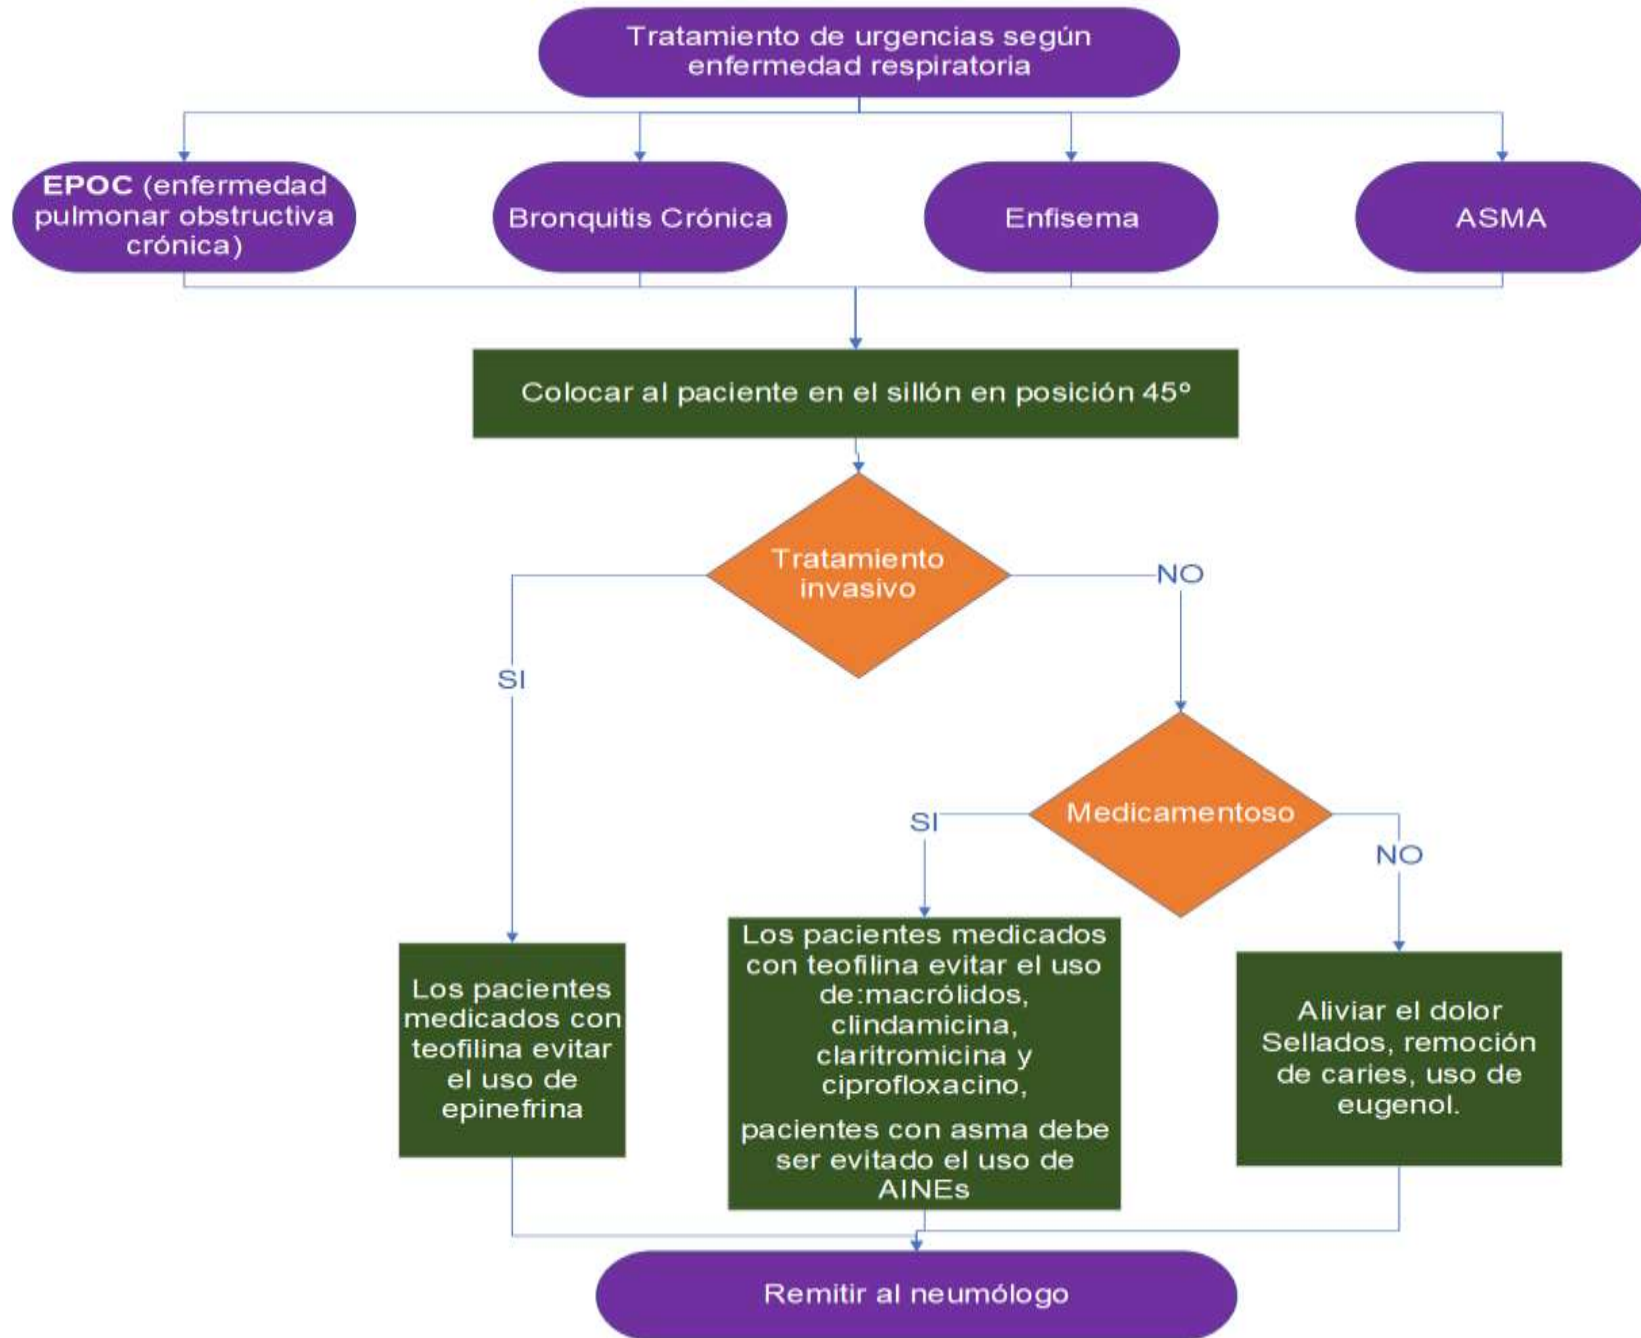 Tratamiento de urgencias según
enfermedad respiratoria
EPOC (enfermedad
pulmonar obstructiva
crónica)
Bronquitis Crónica
Enfisema
ASMA
Colocar al paciente en el sillón en posición 45º
Tratamiento
invasivo
NO
SI
Medicamentoso
SI
NO
Los pacientes
medicados con
teofilina evitar
el uso de
epinefrina
Los pacientes medicados
con teofilina evitar el uso
de:macrólidos,
clindamicina,
claritromicina y
ciprofloxacino,
pacientes con asma debe
ser evitado el uso de
AINEs
Aliviar el dolor
Sellados, remoción
de caries, uso de
eugenol.
Remitir al neumólogo